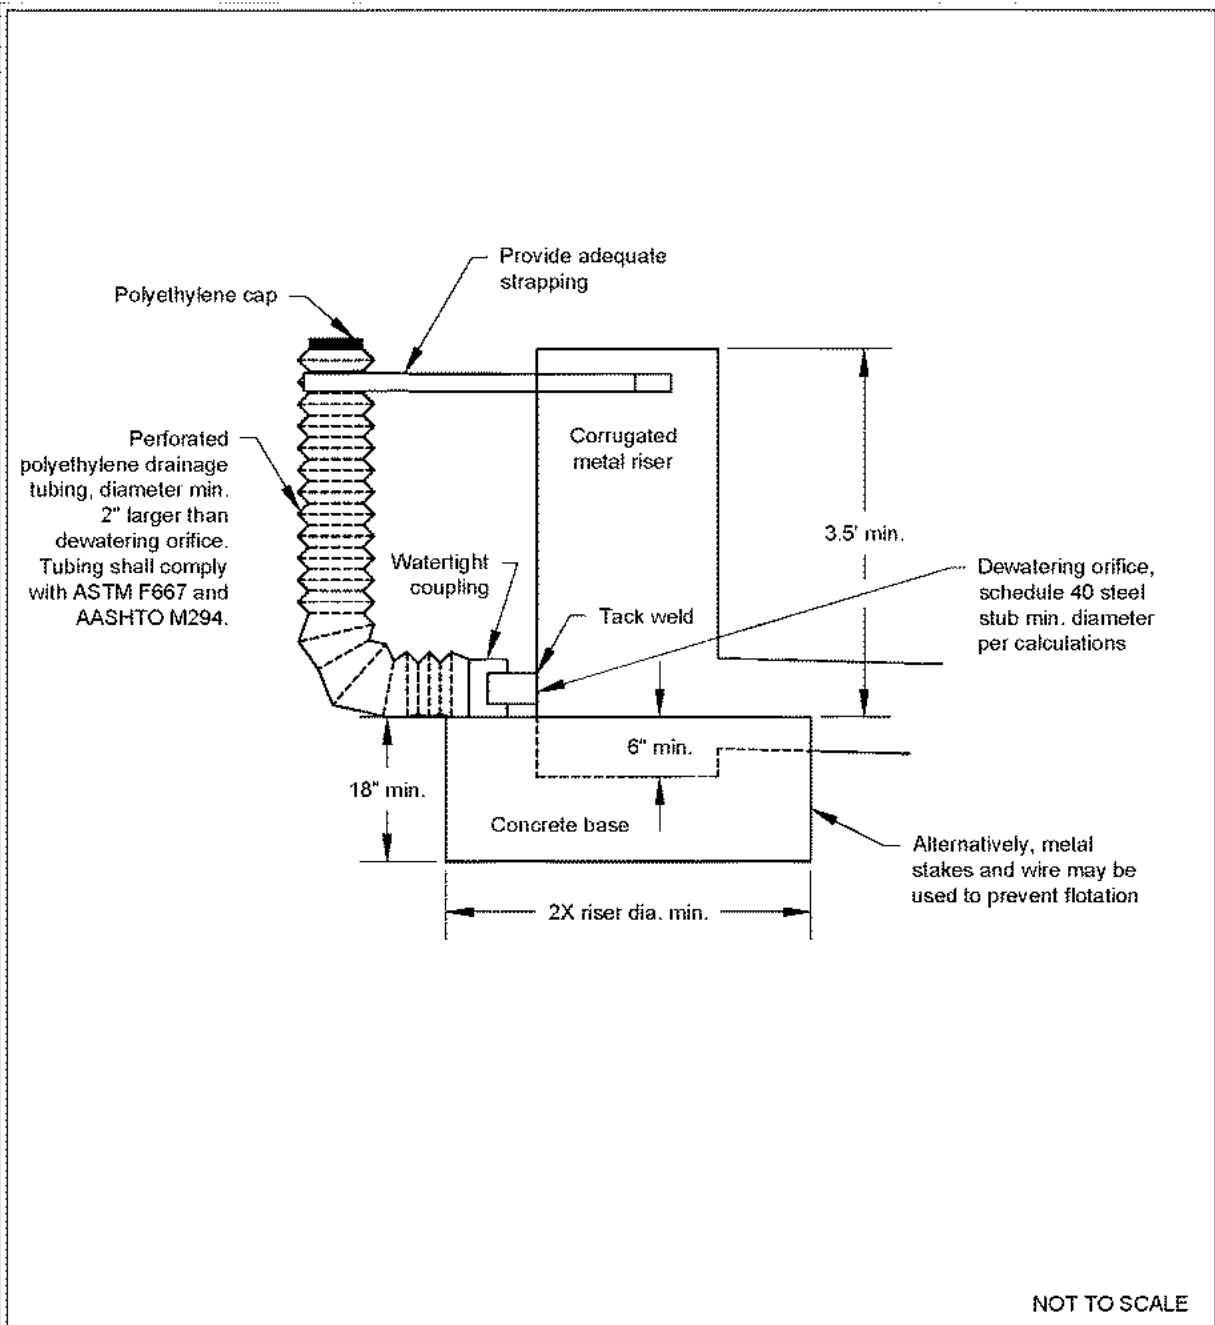 Provide adequate
strapping
Polyethylene cap
Perforated
polyethylene drainage
tubing, diameter min.
2" larger than
dewatering orifice.
Tubing shall comply
with ASTM F667 and
AASHTO M294.
Corrugated
metal riser
3.5' min.
Watertight
coupling
Tack weld
Dewatering orifice,
schedule 40 steel
stub min. diameter
per calculations
6" min.
18" min.
Concrete base
Alternatively, metal
stakes and wire may be
used to prevent flotation
2X riser dia. min.
NOT TO SCALE